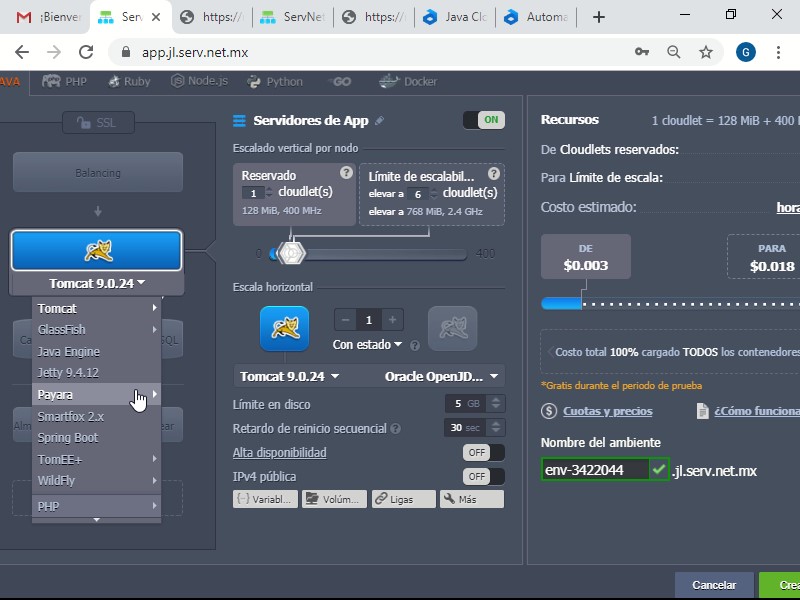 ¡Bienve
Serv
https://
ServNet
https://
Java Clo
Automa
app.jl.serv.net.mx
G
AVA
PHP
Ruby
Node.js
Python
GO
Docker
SSL
Balancing
Tomcat 9.0.24
Tomcat
GlassFish
Java Engine
Jetty 9.4.12
Payara
Smartfox 2.x
Spring Boot
TomEE+
WildFly
PHP
Servidores de App
ON
Escalado vertical por nodo
Reservado ?
1 cloudlet(s)
128 MiB, 400 MHz
Límite de escalabil... ?
elevar a 6 cloudlet(s)
elevar a 768 MiB, 2.4 GHz
0
400
Escala horizontal
1
Con estado
?
Tomcat 9.0.24
Oracle OpenJD...
Límite en disco 5 GB
Retardo de reinicio secuencial ? 30 sec
Alta disponibilidad OFF
IPv4 pública OFF
Variabl...
Volúm...
Ligas
Más
Recursos
1 cloudlet = 128 MiB + 400 M
De Cloudlets reservados:
Para Límite de escala:
Costo estimado:
hora
DE
$0.003
PARA
$0.018
Costo total 100% cargado TODOS los contenedores
*Gratis durante el periodo de prueba
$ Cuotas y precios
¿Cómo funciona
Nombre del ambiente
env-3422044 .jl.serv.net.mx
Cancelar
Crea